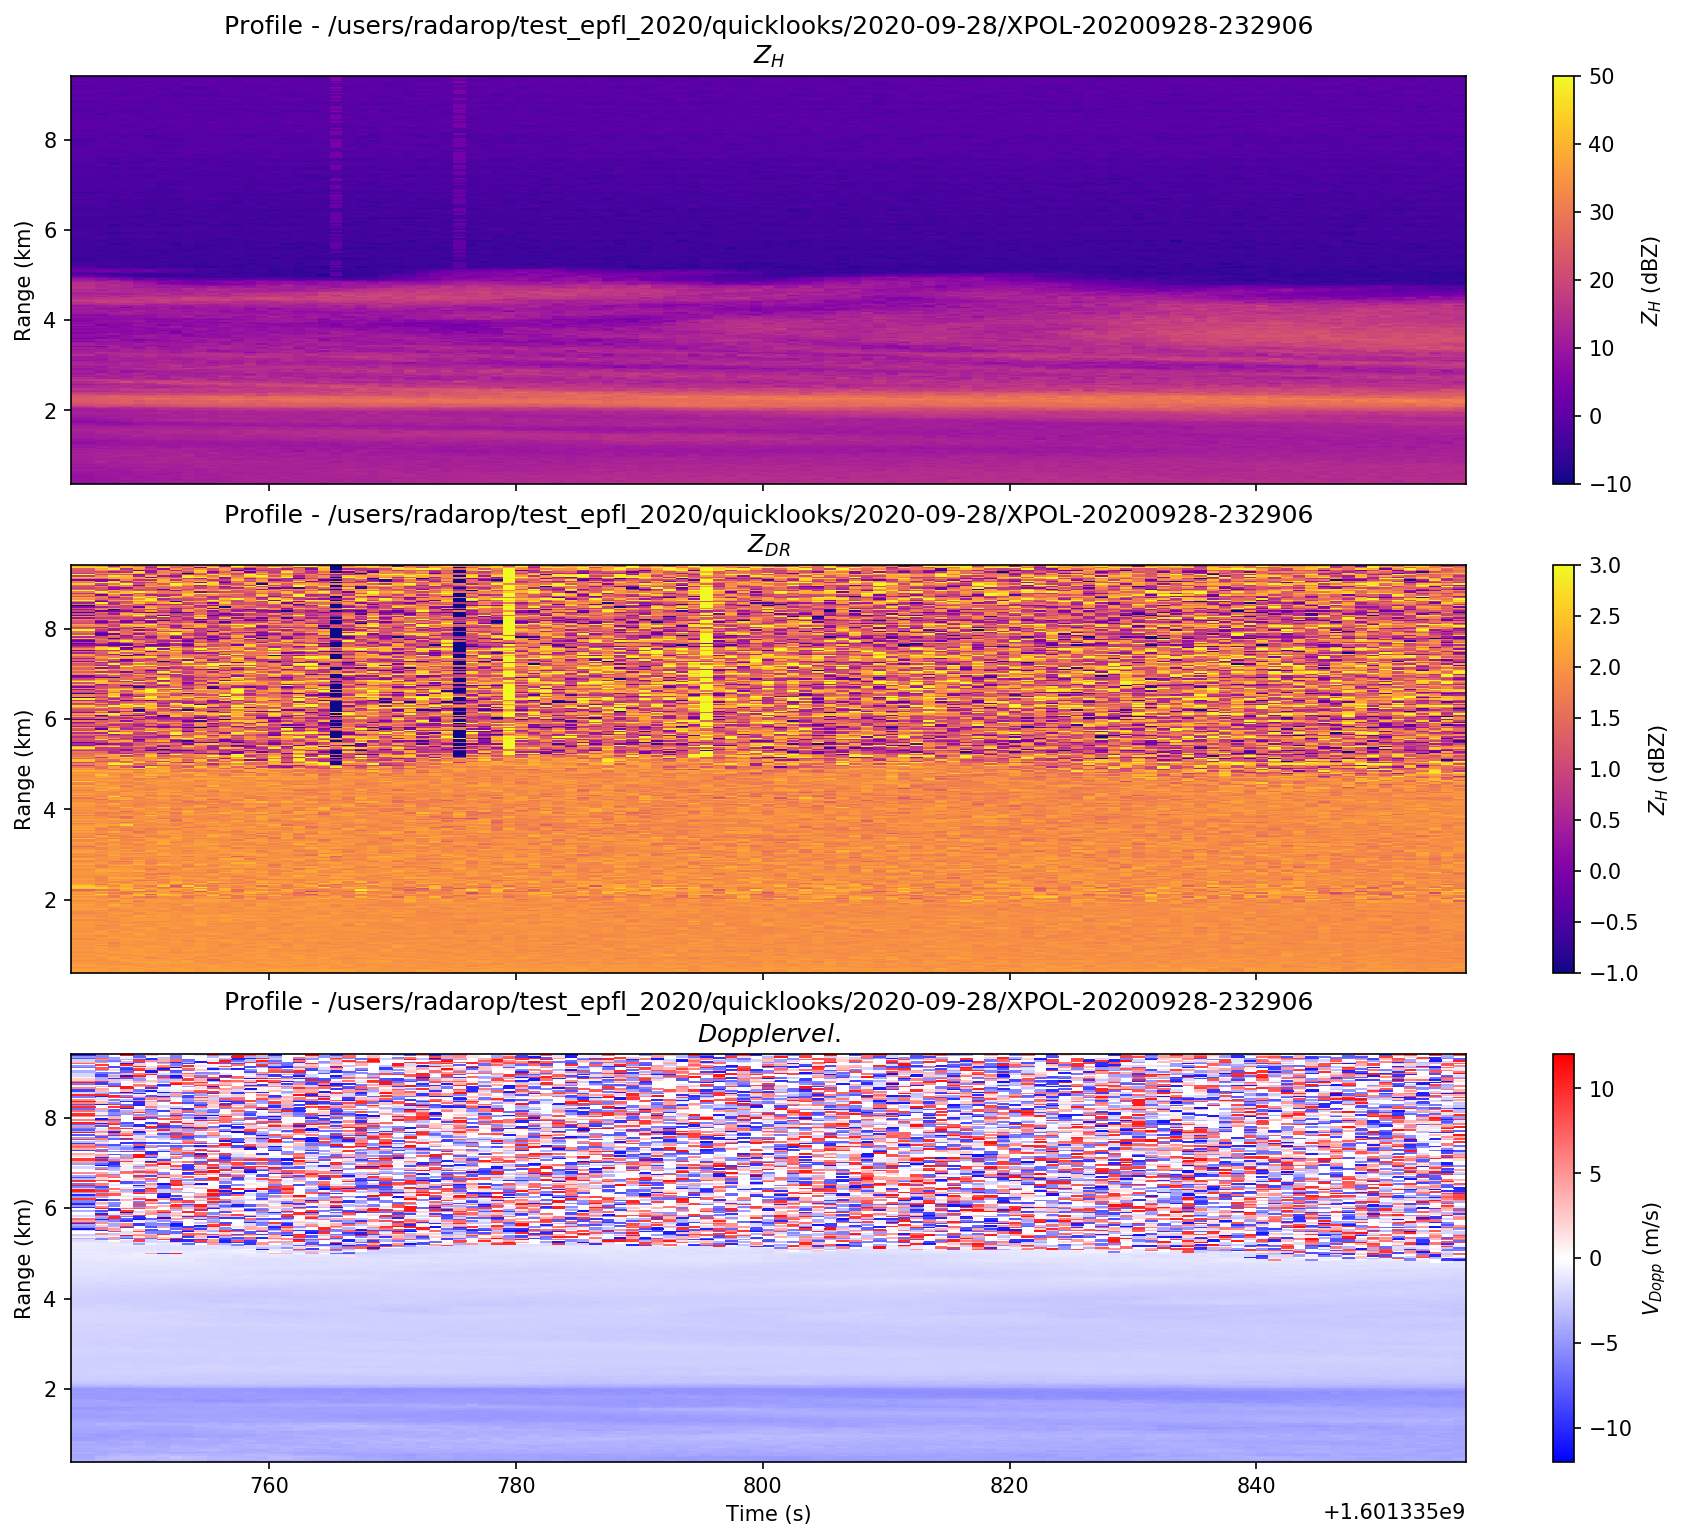 Profile - /users/radarop/test_epfl_2020/quicklooks/2020-09-28/XPOL-20200928-232906
Z_H
8
6
4
2
Range (km)
50
40
30
20
10
0
−10
Z_H (dBZ)
Profile - /users/radarop/test_epfl_2020/quicklooks/2020-09-28/XPOL-20200928-232906
Z_DR
8
6
4
2
Range (km)
3.0
2.5
2.0
1.5
1.0
0.5
0.0
−0.5
−1.0
Z_H (dBZ)
Profile - /users/radarop/test_epfl_2020/quicklooks/2020-09-28/XPOL-20200928-232906
Dopplervel.
8
6
4
2
Range (km)
10
5
0
−5
−10
V_Dopp (m/s)
760 780 800 820 840
Time (s)
+1.601335e9